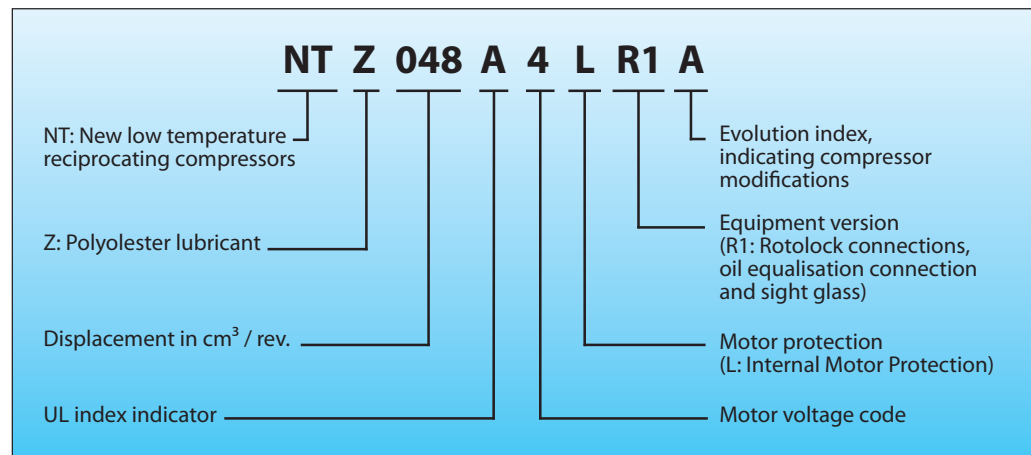 NT Z 048 A 4 L R1 A
NT: New low temperature
reciprocating compressors
Z: Polyolester lubricant
Displacement in cm³ / rev.
UL index indicator
Evolution index,
indicating compressor
modifications
Equipment version
(R1: Rotolock connections,
oil equalisation connection
and sight glass)
Motor protection
(L: Internal Motor Protection)
Motor voltage code